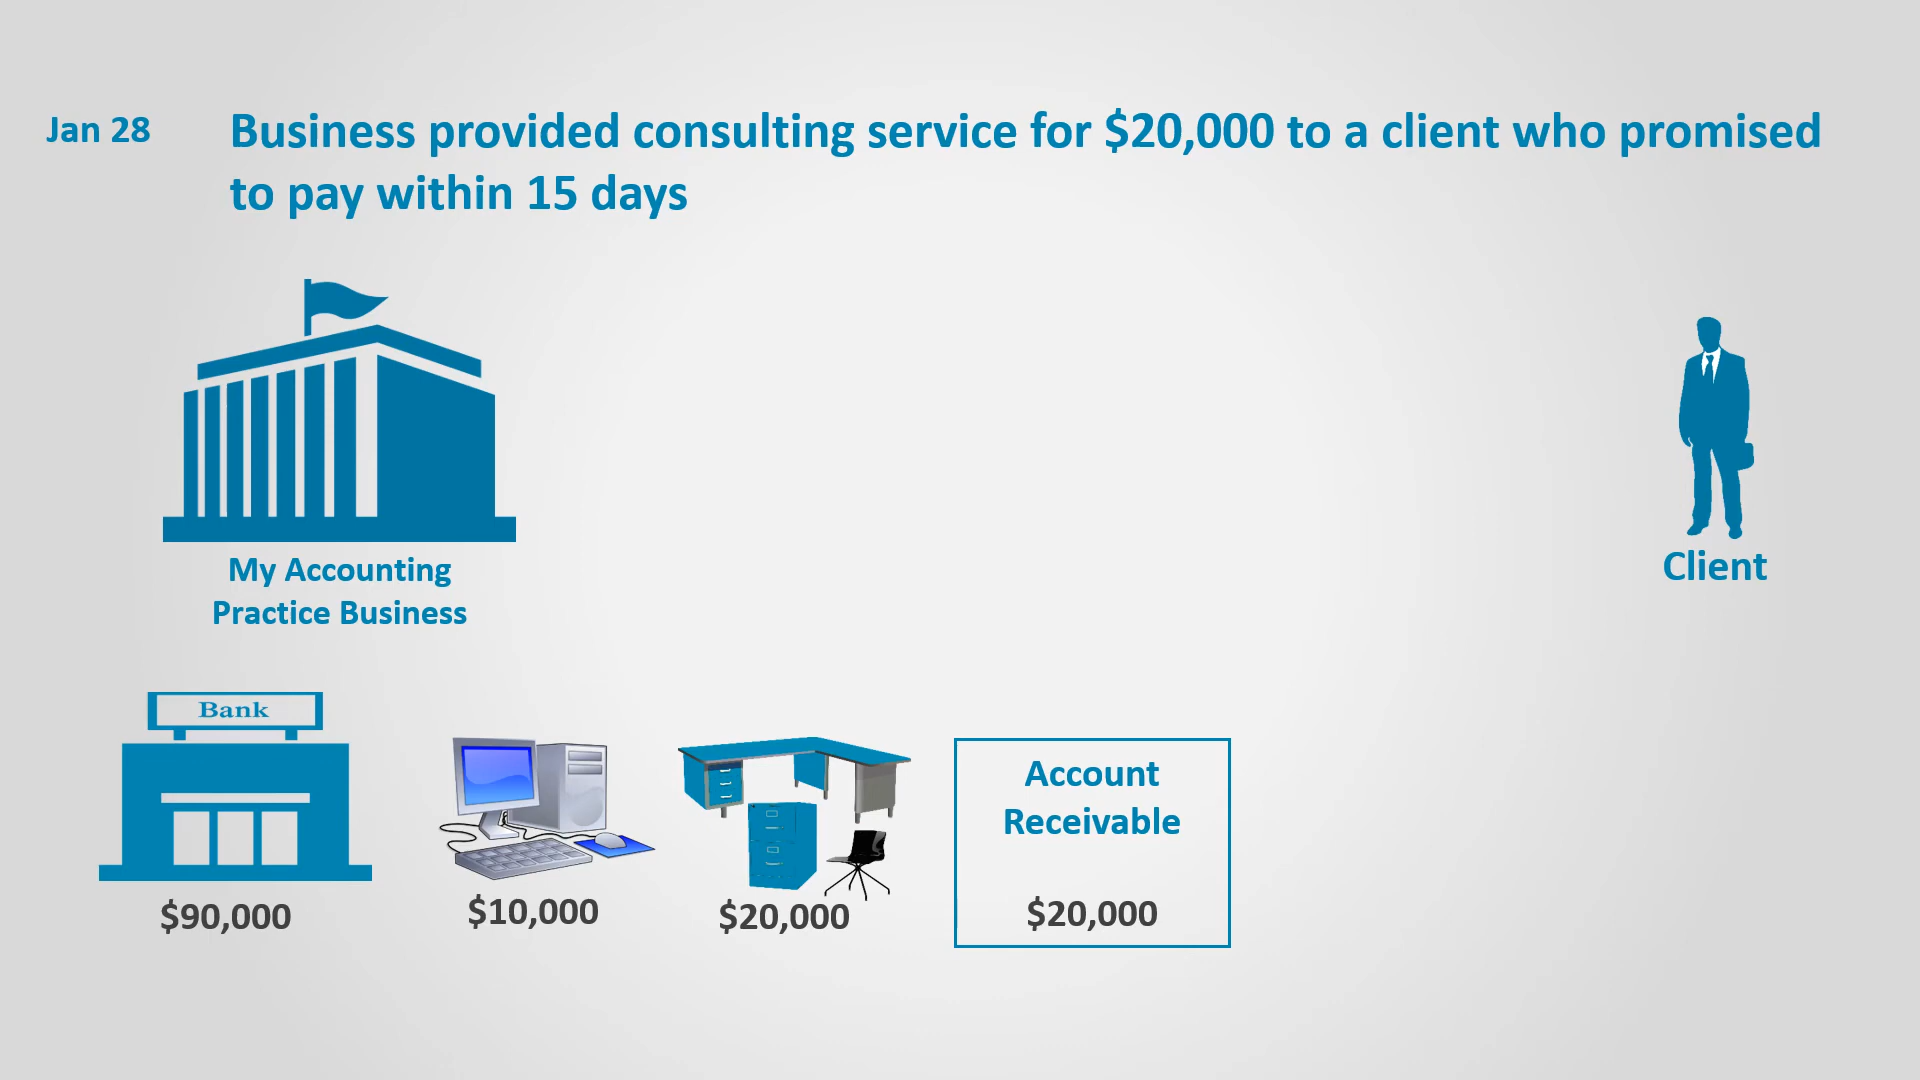 Jan 28
Business provided consulting service for $20,000 to a client who promised
to pay within 15 days
My Accounting
Practice Business
Client
Bank
$90,000
$10,000
$20,000
Account
Receivable
$20,000